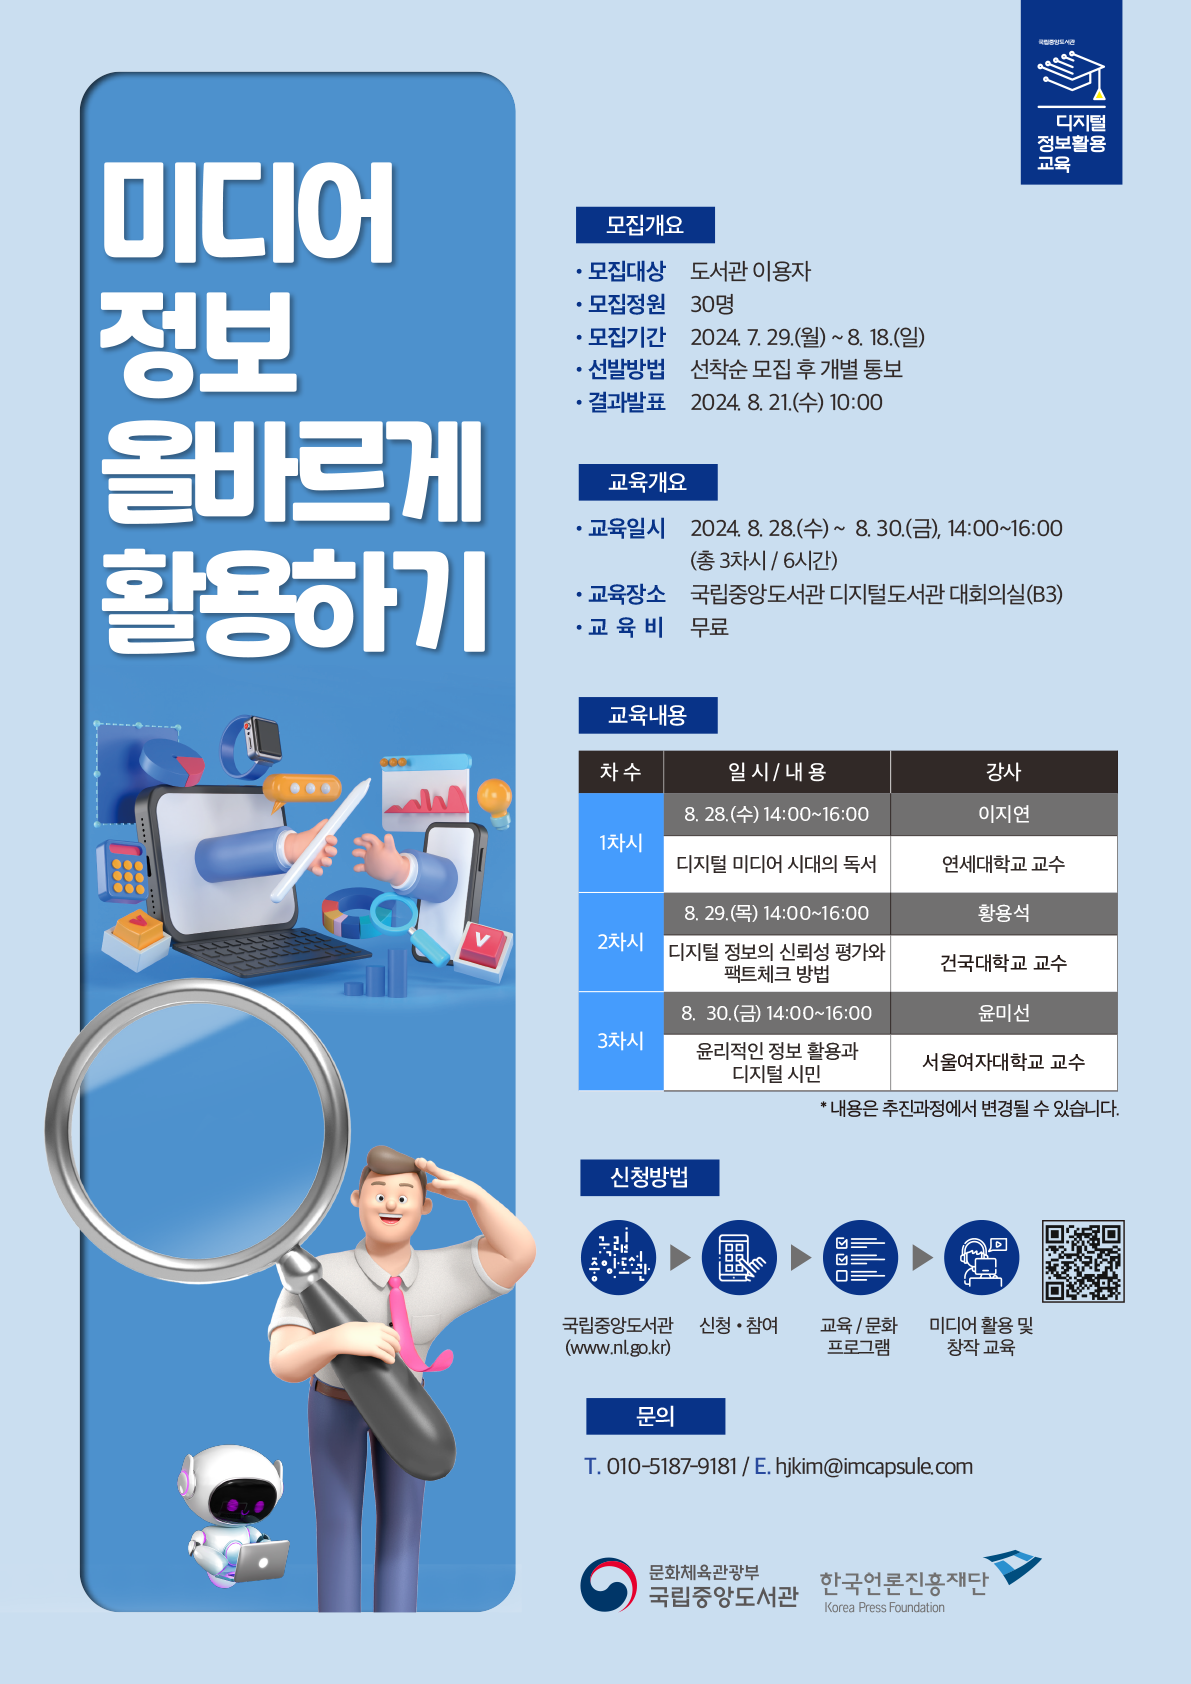 국립중앙도서관
디지털
정보활용
교육
미디어
정보
올바르게
활용하기
모집개요
• 모집대상 도서관 이용자
• 모집정원 30명
• 모집기간 2024. 7. 29.(월) ~ 8. 18.(일)
• 선발방법 선착순 모집 후 개별 통보
• 결과발표 2024. 8. 21.(수) 10:00
교육개요
• 교육일시 2024. 8. 28.(수) ~ 8. 30.(금), 14:00~16:00
(총 3차시 / 6시간)
• 교육장소 국립중앙도서관 디지털도서관 대회의실(B3)
• 교 육 비 무료
교육내용
차 수 일 시 / 내 용 강사
1차시
8. 28.(수) 14:00~16:00 이지연
디지털 미디어 시대의 독서 연세대학교 교수
2차시
8. 29.(목) 14:00~16:00 황용석
디지털 정보의 신뢰성 평가와
팩트체크 방법
건국대학교 교수
3차시
8. 30.(금) 14:00~16:00 윤미선
윤리적인 정보 활용과
디지털 시민
서울여자대학교 교수
* 내용은 추진과정에서 변경될 수 있습니다.
신청방법
국립중앙도서관
(www.nl.go.kr)
신청 • 참여
교육 / 문화
프로그램
미디어 활용 및
창작 교육
문의
T. 010-5187-9181 / E. hjkim@imcapsule.com
문화체육관광부
국립중앙도서관
한국언론진흥재단
Korea Press Foundation